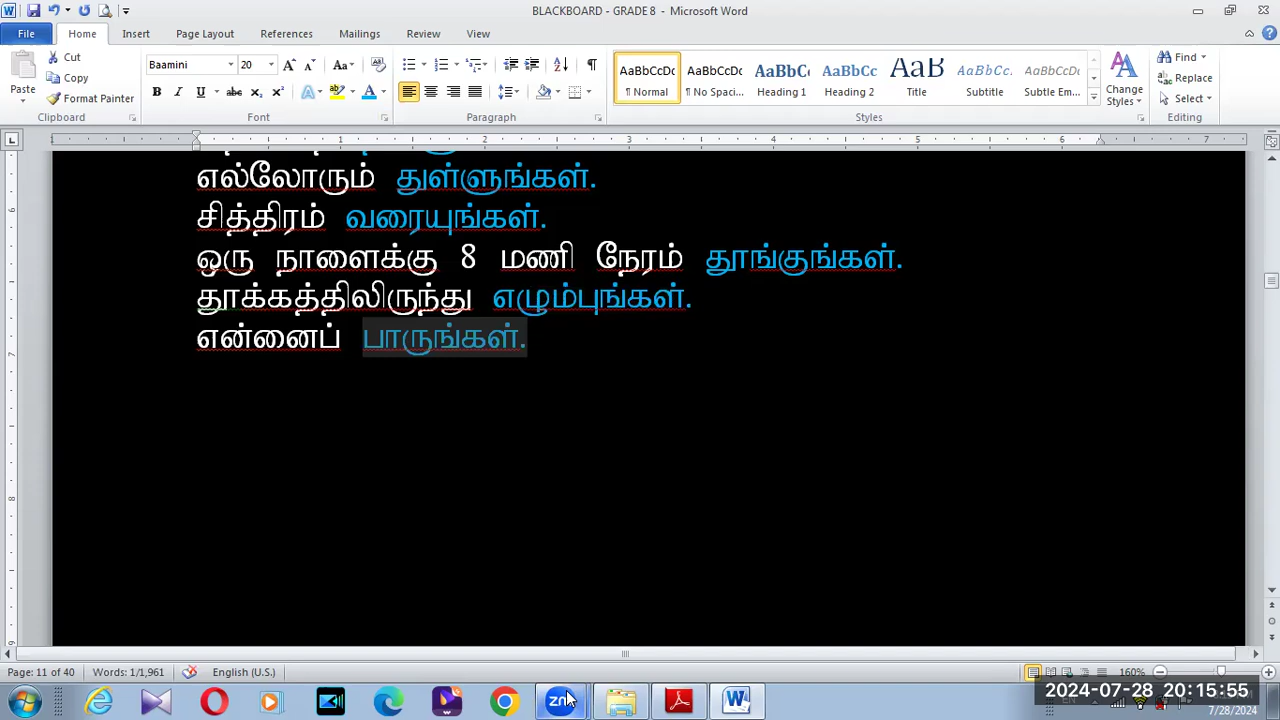 BLACKBOARD - GRADE 8 - Microsoft Word
File Home Insert Page Layout References Mailings Review View
Paste
Cut
Copy
Format Painter
Clipboard
Baamini 20
Font
Paragraph
AaBbCcDc AaBbCcDc AaBbCc AaBbCc AaB AaBbCc. AaBbCcDc
¶ Normal ¶ No Spaci... Heading 1 Heading 2 Title Subtitle Subtle Em...
Styles
Change Styles
Find
Replace
Select
Editing
எல்லோரும் துள்ளுங்கள்.
சித்திரம் வரையுங்கள்.
ஒரு நாளைக்கு 8 மணி நேரம் தூங்குங்கள்.
தூக்கத்திலிருந்து எழும்புங்கள்.
என்னைப் பாருங்கள்.
Page: 11 of 40 Words: 1/1,961 English (U.S.) 160%
2024-07-28 20:15:55
7/28/2024